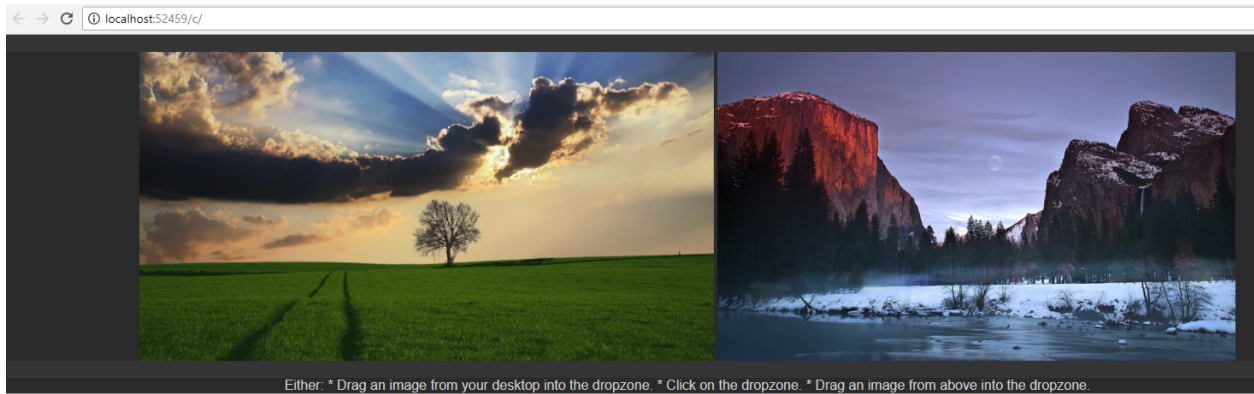 localhost:52459/c/
Either: * Drag an image from your desktop into the dropzone. * Click on the dropzone. * Drag an image from above into the dropzone.